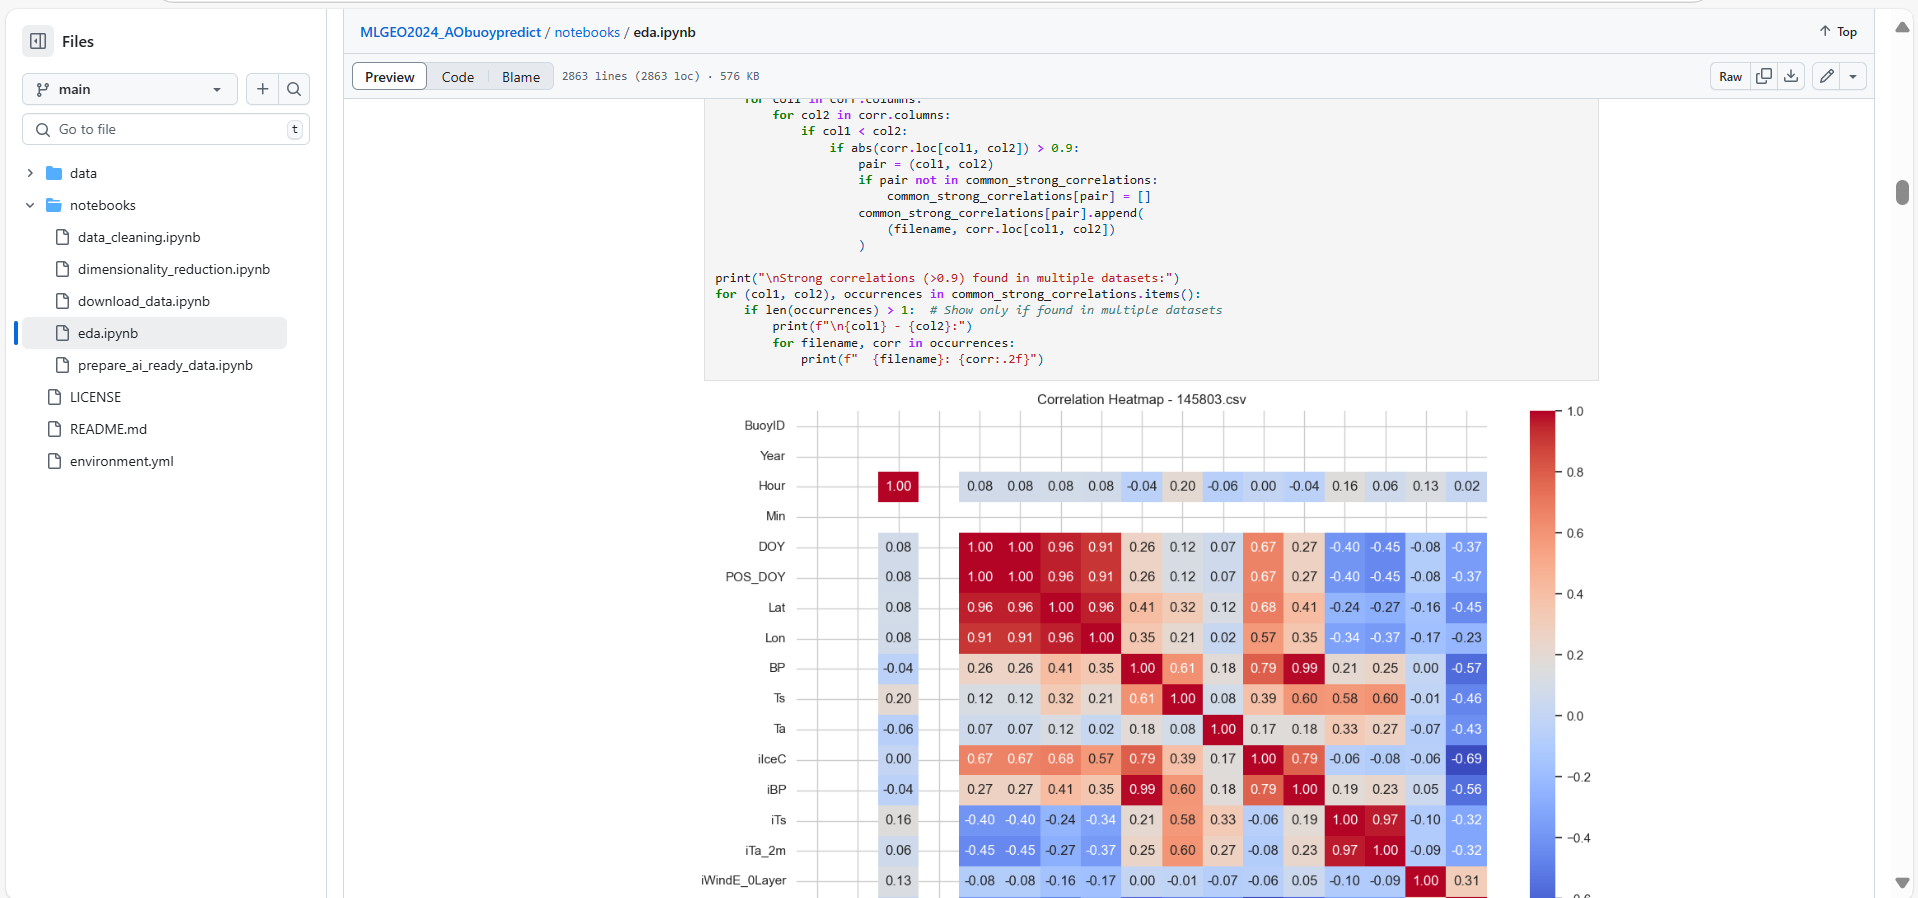 Files
main
Go to file
t
data
notebooks
data_cleaning.ipynb
dimensionality_reduction.ipynb
download_data.ipynb
eda.ipynb
prepare_ai_ready_data.ipynb
LICENSE
README.md
environment.yml
MLGEO2024_AObuoypredict / notebooks / eda.ipynb
Top
Preview
Code
Blame
2863 lines (2863 loc) · 576 KB
Raw
for col1 in corr.columns:
for col2 in corr.columns:
if col1 < col2:
if abs(corr.loc[col1, col2]) > 0.9:
pair = (col1, col2)
if pair not in common_strong_correlations:
common_strong_correlations[pair] = []
common_strong_correlations[pair].append(
(filename, corr.loc[col1, col2])
)
print("\nStrong correlations (>0.9) found in multiple datasets:")
for (col1, col2), occurrences in common_strong_correlations.items():
if len(occurrences) > 1:  # Show only if found in multiple datasets
print(f"\n{col1} - {col2}:")
for filename, corr in occurrences:
print(f"  {filename}: {corr:.2f}")
Correlation Heatmap - 145803.csv
BuoyID
Year
Hour 1.00 0.08 0.08 0.08 0.08 -0.04 0.20 -0.06 0.00 -0.04 0.16 0.06 0.13 0.02
Min
DOY 0.08 1.00 1.00 0.96 0.91 0.26 0.12 0.07 0.67 0.27 -0.40 -0.45 -0.08 -0.37
POS_DOY 0.08 1.00 1.00 0.96 0.91 0.26 0.12 0.07 0.67 0.27 -0.40 -0.45 -0.08 -0.37
Lat 0.08 0.96 0.96 1.00 0.96 0.41 0.32 0.12 0.68 0.41 -0.24 -0.27 -0.16 -0.45
Lon 0.08 0.91 0.91 0.96 1.00 0.35 0.21 0.02 0.57 0.35 -0.34 -0.37 -0.17 -0.23
BP -0.04 0.26 0.26 0.41 0.35 1.00 0.61 0.18 0.79 0.99 0.21 0.25 0.00 -0.57
Ts 0.20 0.12 0.12 0.32 0.21 0.61 1.00 0.08 0.39 0.60 0.58 0.60 -0.01 -0.46
Ta -0.06 0.07 0.07 0.12 0.02 0.18 0.08 1.00 0.17 0.18 0.33 0.27 -0.07 -0.43
iIceC 0.00 0.67 0.67 0.68 0.57 0.79 0.39 0.17 1.00 0.79 -0.06 -0.08 -0.06 -0.69
iBP -0.04 0.27 0.27 0.41 0.35 0.99 0.60 0.18 0.79 1.00 0.19 0.23 0.05 -0.56
iTs 0.16 -0.40 -0.40 -0.24 -0.34 0.21 0.58 0.33 -0.06 0.19 1.00 0.97 -0.10 -0.32
iTa_2m 0.06 -0.45 -0.45 -0.27 -0.37 0.25 0.60 0.27 -0.08 0.23 0.97 1.00 -0.09 -0.32
iWindE_0Layer 0.13 -0.08 -0.08 -0.16 -0.17 0.00 -0.01 -0.07 -0.06 0.05 -0.10 -0.09 1.00 0.31
1.0
0.8
0.6
0.4
0.2
0.0
−0.2
−0.4